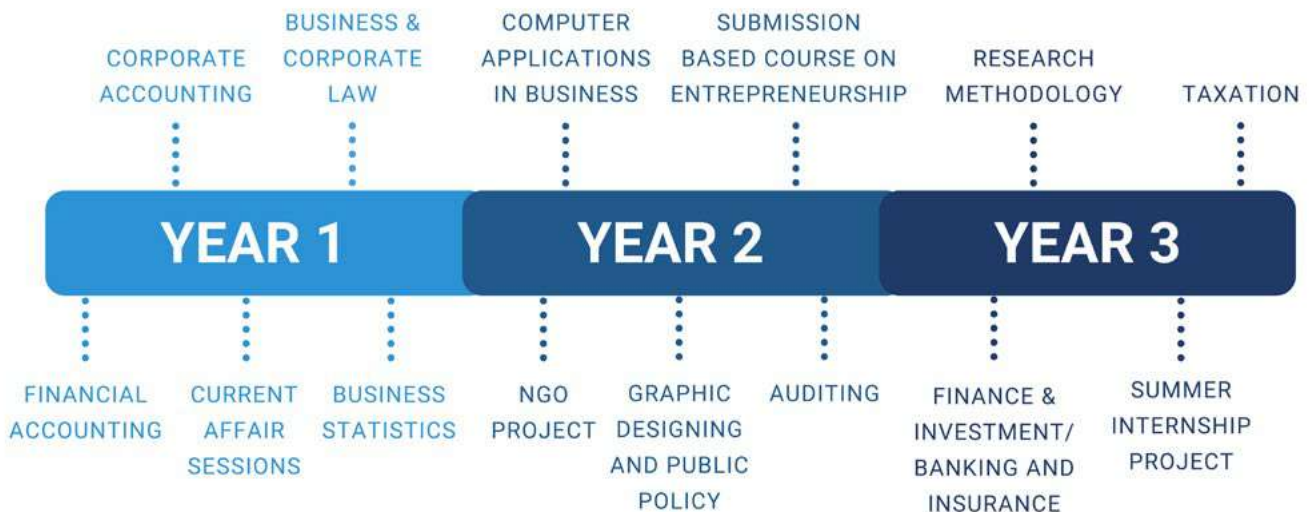 CORPORATE
ACCOUNTING
BUSINESS &
CORPORATE
LAW
COMPUTER
APPLICATIONS
IN BUSINESS
SUBMISSION
BASED COURSE ON
ENTREPRENEURSHIP
RESEARCH
METHODOLOGY
TAXATION
YEAR 1
YEAR 2
YEAR 3
FINANCIAL
ACCOUNTING
CURRENT
AFFAIR
SESSIONS
BUSINESS
STATISTICS
NGO
PROJECT
GRAPHIC
DESIGNING
AND PUBLIC
POLICY
AUDITING
FINANCE &
INVESTMENT/
BANKING AND
INSURANCE
SUMMER
INTERNSHIP
PROJECT